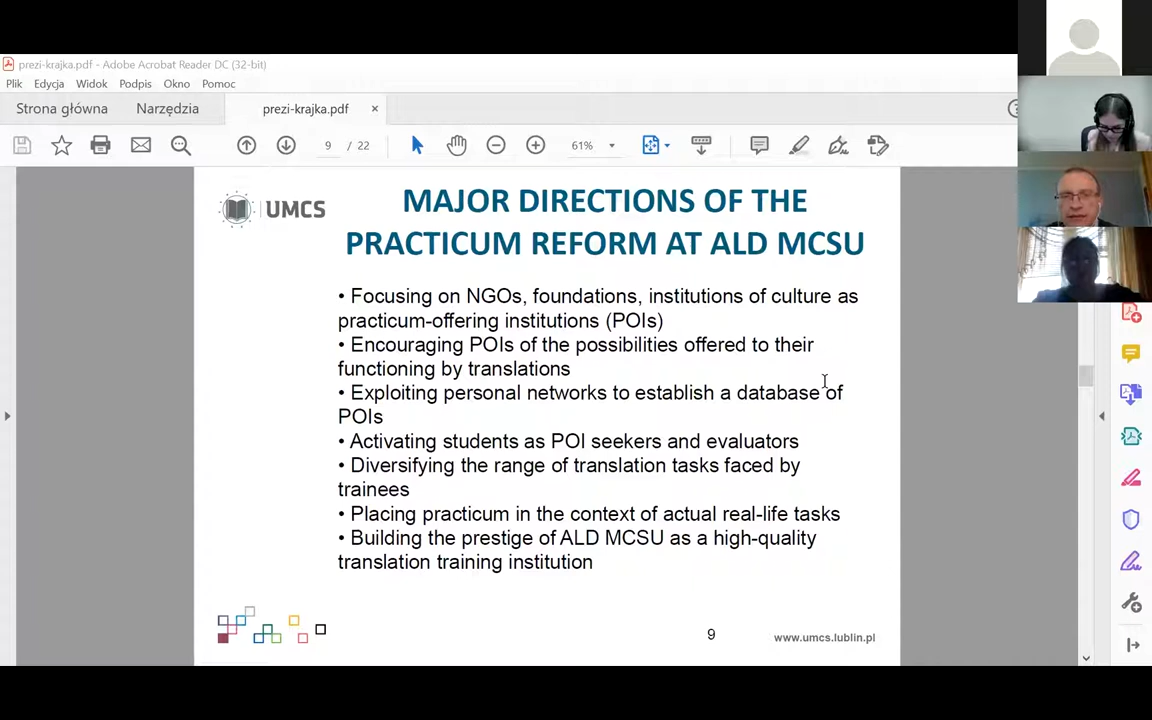 prezi-krajka.pdf - Adobe Acrobat Reader DC (32-bit)
Plik Edycja Widok Podpis Okno Pomoc
Strona główna Narzędzia prezi-krajka.pdf ×
9 / 22 61%
UMCS
MAJOR DIRECTIONS OF THE
PRACTICUM REFORM AT ALD MCSU
• Focusing on NGOs, foundations, institutions of culture as
practicum-offering institutions (POIs)
• Encouraging POIs of the possibilities offered to their
functioning by translations
• Exploiting personal networks to establish a database of
POIs
• Activating students as POI seekers and evaluators
• Diversifying the range of translation tasks faced by
trainees
• Placing practicum in the context of actual real-life tasks
• Building the prestige of ALD MCSU as a high-quality
translation training institution
9
www.umcs.lublin.pl